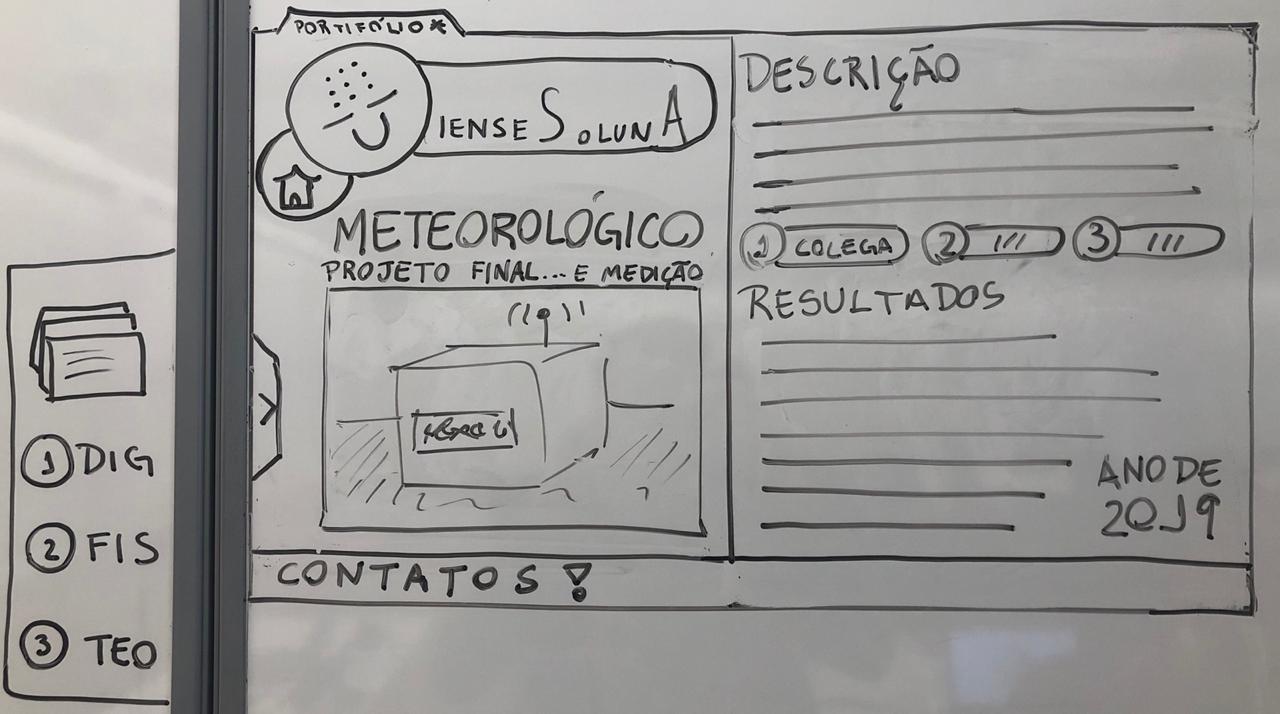 PORTIFÓLIO*
IENSE SOLUNA
METEOROLÓGICO
PROJETO FINAL... E MEDIÇÃO
DESCRIÇÃO
1 COLEGA 2 3
RESULTADOS
ANO DE
2019
CONTATOS!
1 DIG
2 FIS
3 TEO